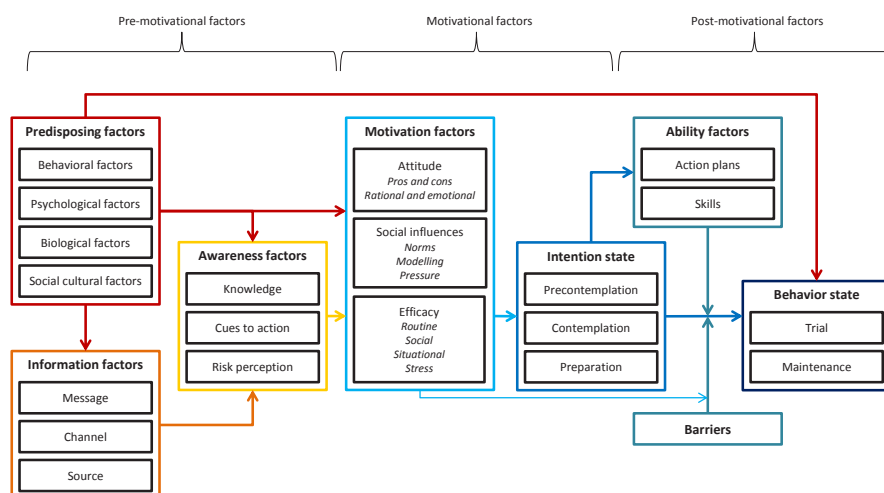 Pre-motivational factors
Motivational factors
Post-motivational factors
Predisposing factors
Behavioral factors
Psychological factors
Biological factors
Social cultural factors
Information factors
Message
Channel
Source
Awareness factors
Knowledge
Cues to action
Risk perception
Motivation factors
Attitude
Pros and cons
Rational and emotional
Social influences
Norms
Modelling
Pressure
Efficacy
Routine
Social
Situational
Stress
Intention state
Precontemplation
Contemplation
Preparation
Ability factors
Action plans
Skills
Barriers
Behavior state
Trial
Maintenance